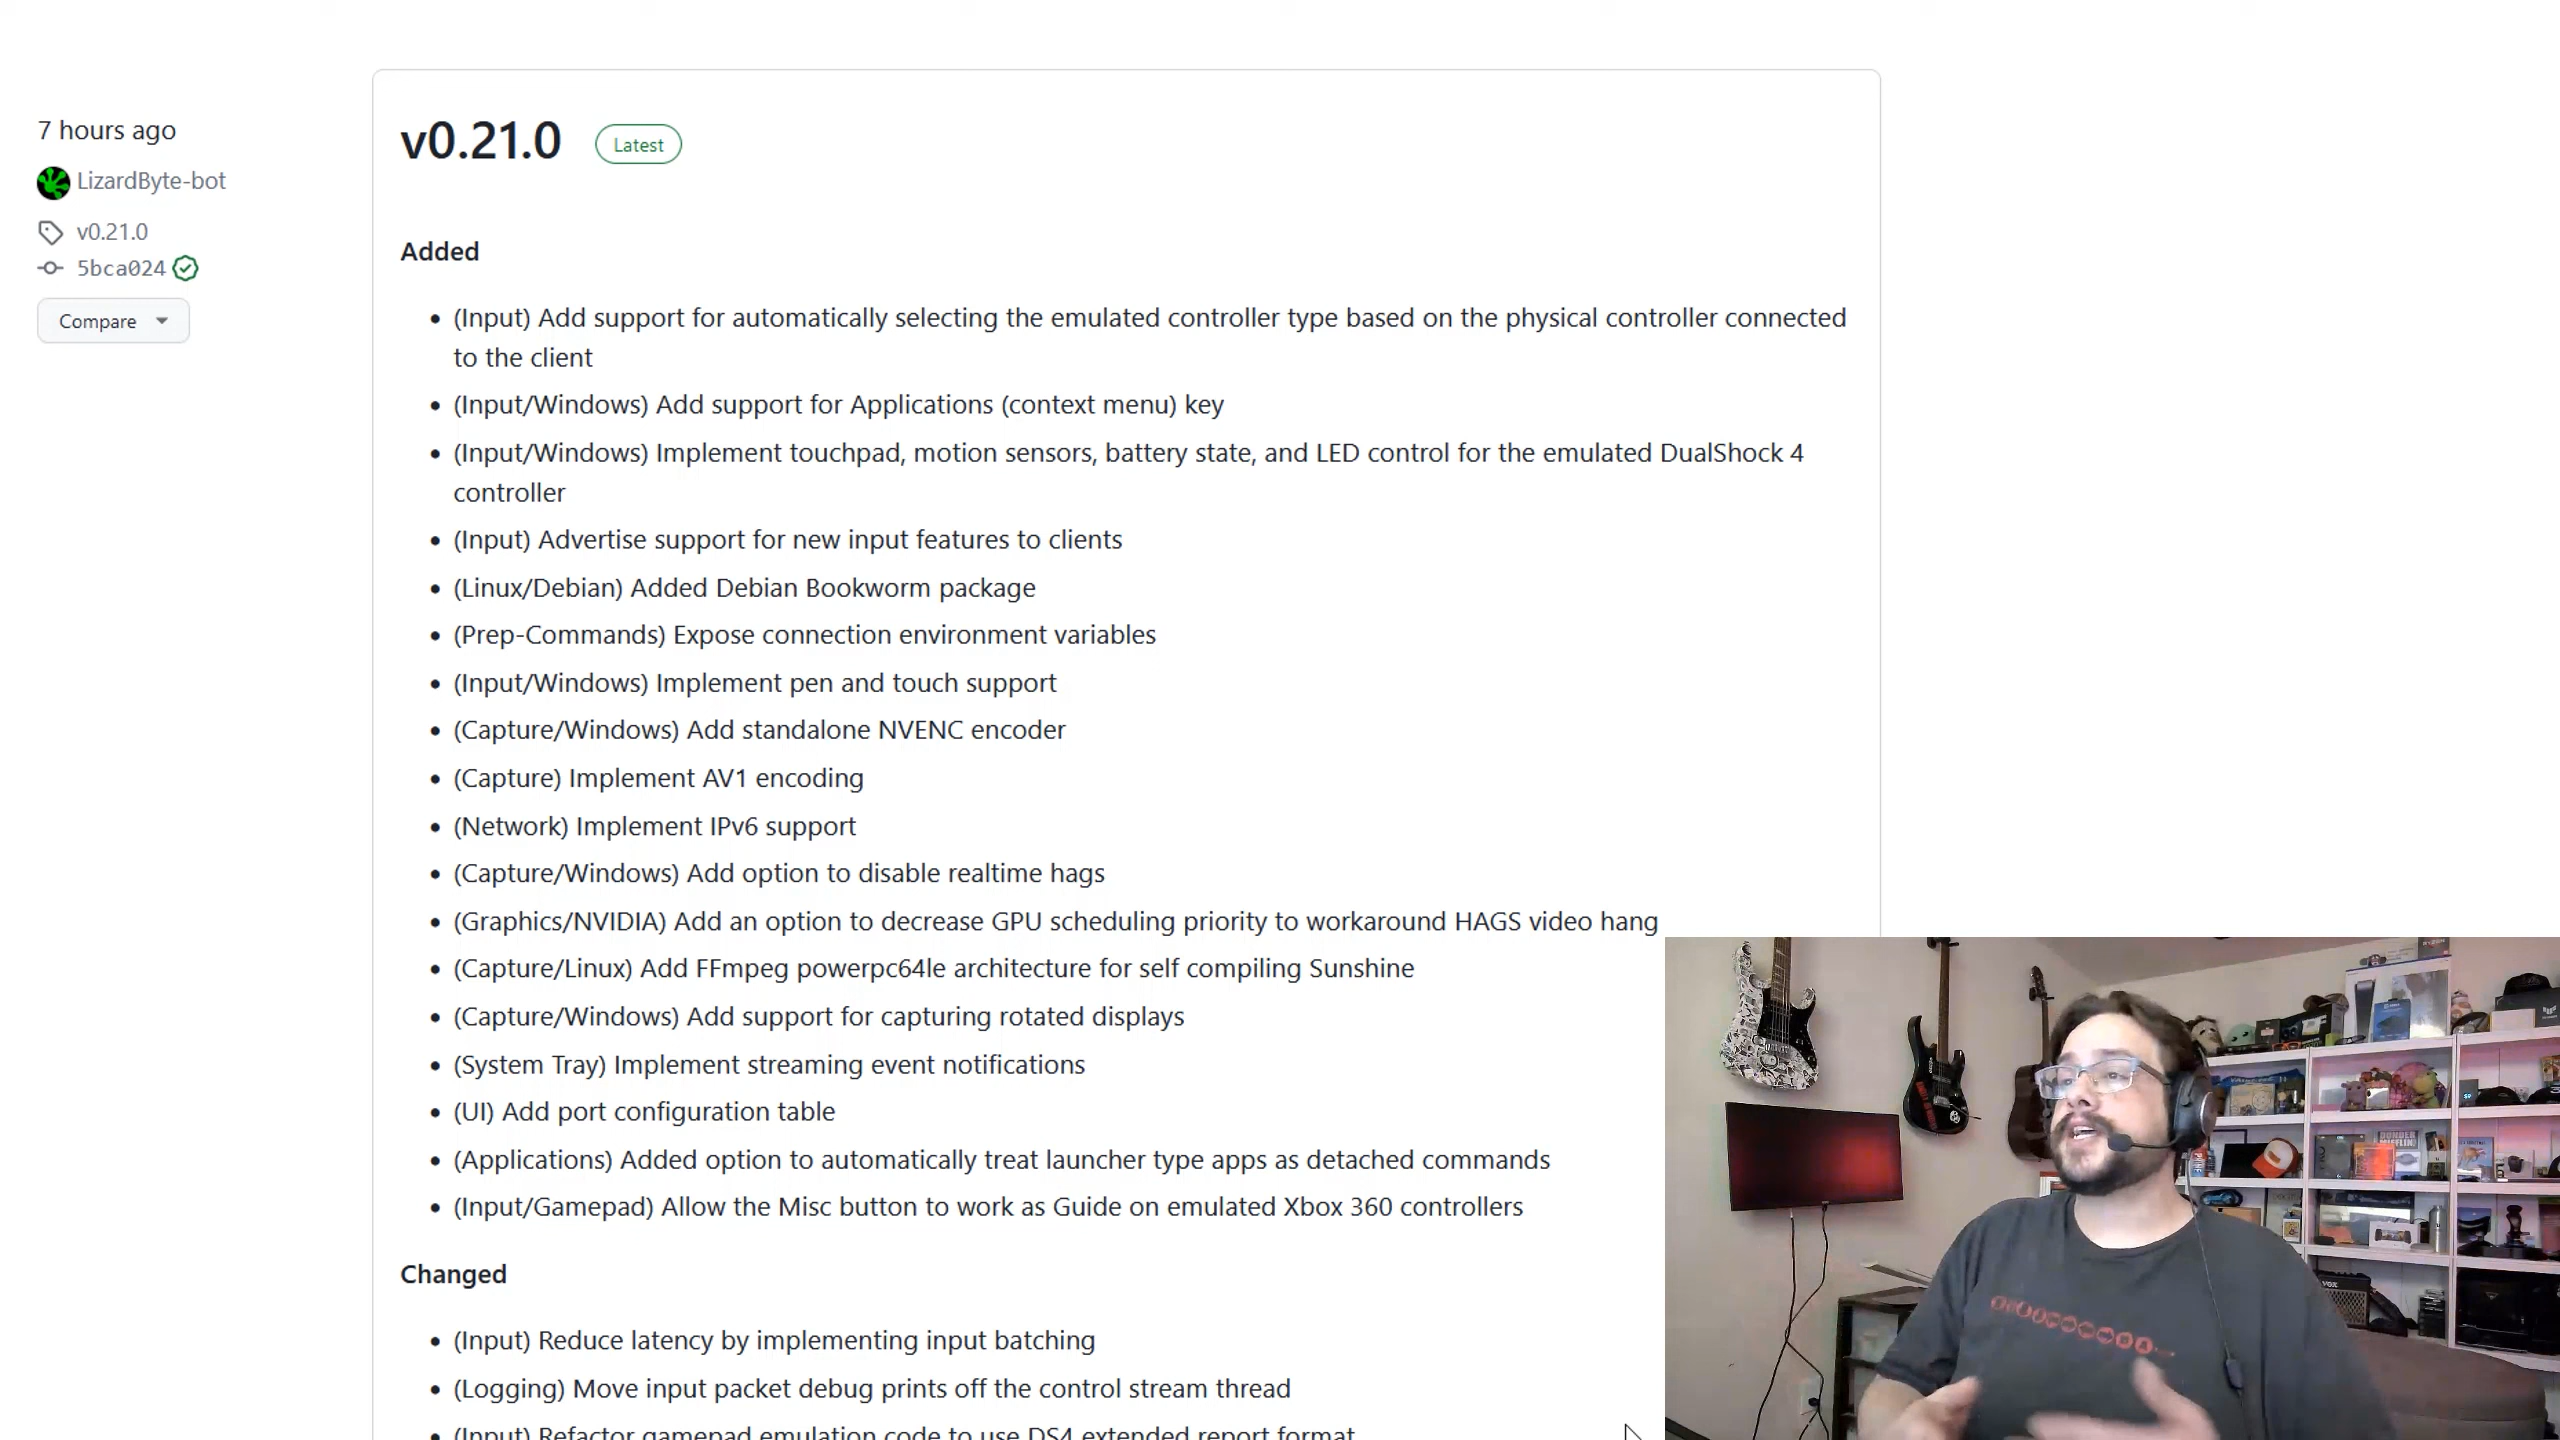 7 hours ago
LizardByte-bot
v0.21.0
5bca024
Compare
v0.21.0 Latest
Added
(Input) Add support for automatically selecting the emulated controller type based on the physical controller connected
to the client
(Input/Windows) Add support for Applications (context menu) key
(Input/Windows) Implement touchpad, motion sensors, battery state, and LED control for the emulated DualShock 4
controller
(Input) Advertise support for new input features to clients
(Linux/Debian) Added Debian Bookworm package
(Prep-Commands) Expose connection environment variables
(Input/Windows) Implement pen and touch support
(Capture/Windows) Add standalone NVENC encoder
(Capture) Implement AV1 encoding
(Network) Implement IPv6 support
(Capture/Windows) Add option to disable realtime hags
(Graphics/NVIDIA) Add an option to decrease GPU scheduling priority to workaround HAGS video hang
(Capture/Linux) Add FFmpeg powerpc64le architecture for self compiling Sunshine
(Capture/Windows) Add support for capturing rotated displays
(System Tray) Implement streaming event notifications
(UI) Add port configuration table
(Applications) Added option to automatically treat launcher type apps as detached commands
(Input/Gamepad) Allow the Misc button to work as Guide on emulated Xbox 360 controllers
Changed
(Input) Reduce latency by implementing input batching
(Logging) Move input packet debug prints off the control stream thread
(Input) Refactor gamepad emulation code to use DS4 extended report format
DUNDER
MIFFLIN
VOX